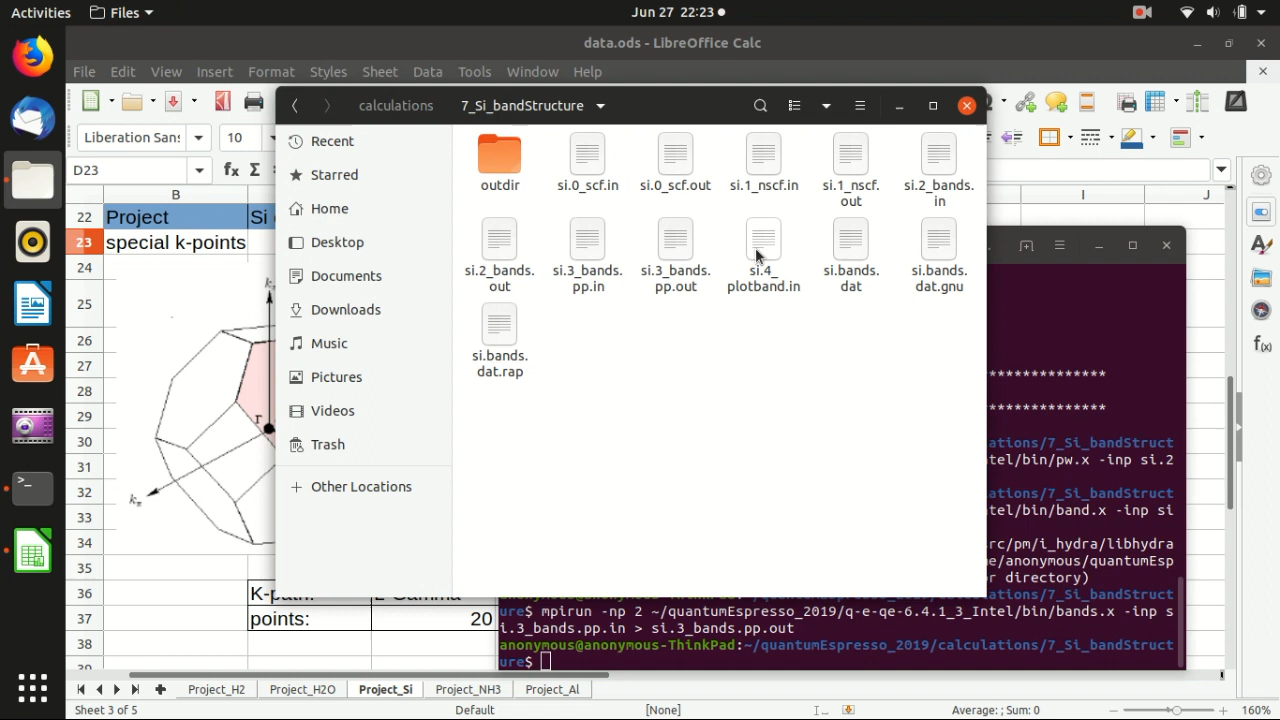 Activities
Files
Jun 27 22:23
data.ods - LibreOffice Calc
File Edit View Insert Format Styles Sheet Data Tools Window Help
Liberation Sans
10
D23
calculations
7_Si_bandStructure
Recent
Starred
Home
Desktop
Documents
Downloads
Music
Pictures
Videos
Trash
Other Locations
outdir
si.0_scf.in
si.0_scf.out
si.1_nscf.in
si.1_nscf.
out
si.2_bands.
in
si.2_bands.
out
si.3_bands.
pp.in
si.3_bands.
pp.out
si.4_
plotband.in
si.bands.
dat
si.bands.
dat.gnu
si.bands.
dat.rap
B
I
J
22
Project
Si
23
special k-points
24
25
26
27
28
29
30
31
32
33
34
35
36
37
points:
20
38
Γ
**************
**************
ations/7_Si_bandStruct
tel/bin/pw.x -inp si.2
ations/7_Si_bandStruct
tel/bin/band.x -inp si
rc/pm/i_hydra/libhydra
e/anonymous/quantumEsp
r directory)
ations/7_Si_bandStruct
ure$ mpirun -np 2 ~/quantumEspresso_2019/q-e-qe-6.4.1_3_Intel/bin/bands.x -inp s
i.3_bands.pp.in > si.3_bands.pp.out
anonymous@anonymous-ThinkPad:~/quantumEspresso_2019/calculations/7_Si_bandStruct
ure$
Project_H2
Project_H2O
Project_Si
Project_NH3
Project_Al
Sheet 3 of 5
Default
[None]
Average: ; Sum: 0
160%